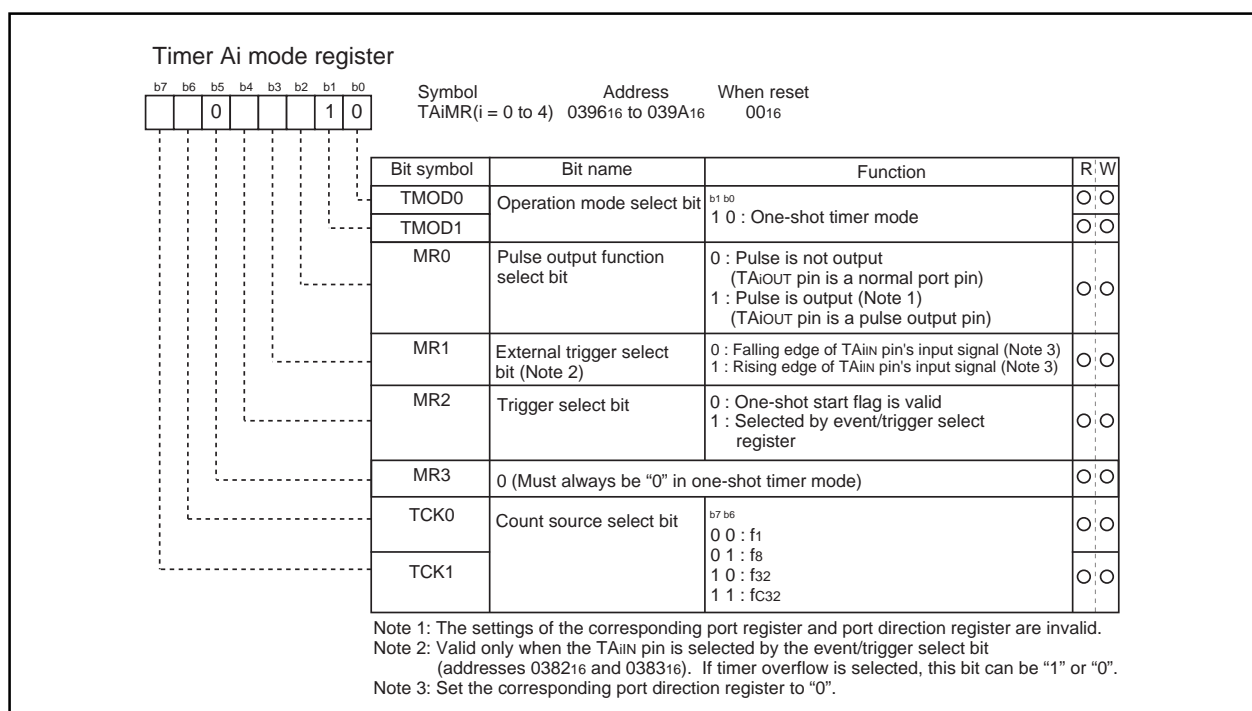 Timer Ai mode register
b7 b6 b5 b4 b3 b2 b1 b0
0 1 0
Symbol Address When reset
TAiMR(i = 0 to 4) 039616 to 039A16 0016
Bit symbol Bit name Function R W
TMOD0 Operation mode select bit b1 b0
1 0 : One-shot timer mode
TMOD1
MR0 Pulse output function select bit 0 : Pulse is not output
(TAiOUT pin is a normal port pin)
1 : Pulse is output (Note 1)
(TAiOUT pin is a pulse output pin)
MR1 External trigger select bit (Note 2) 0 : Falling edge of TAiIN pin's input signal (Note 3)
1 : Rising edge of TAiIN pin's input signal (Note 3)
MR2 Trigger select bit 0 : One-shot start flag is valid
1 : Selected by event/trigger select
register
MR3 0 (Must always be “0” in one-shot timer mode)
TCK0 Count source select bit b7 b6
0 0 : f1
0 1 : f8
TCK1 1 0 : f32
1 1 : fC32
Note 1: The settings of the corresponding port register and port direction register are invalid.
Note 2: Valid only when the TAiIN pin is selected by the event/trigger select bit
(addresses 038216 and 038316). If timer overflow is selected, this bit can be “1” or “0”.
Note 3: Set the corresponding port direction register to “0”.